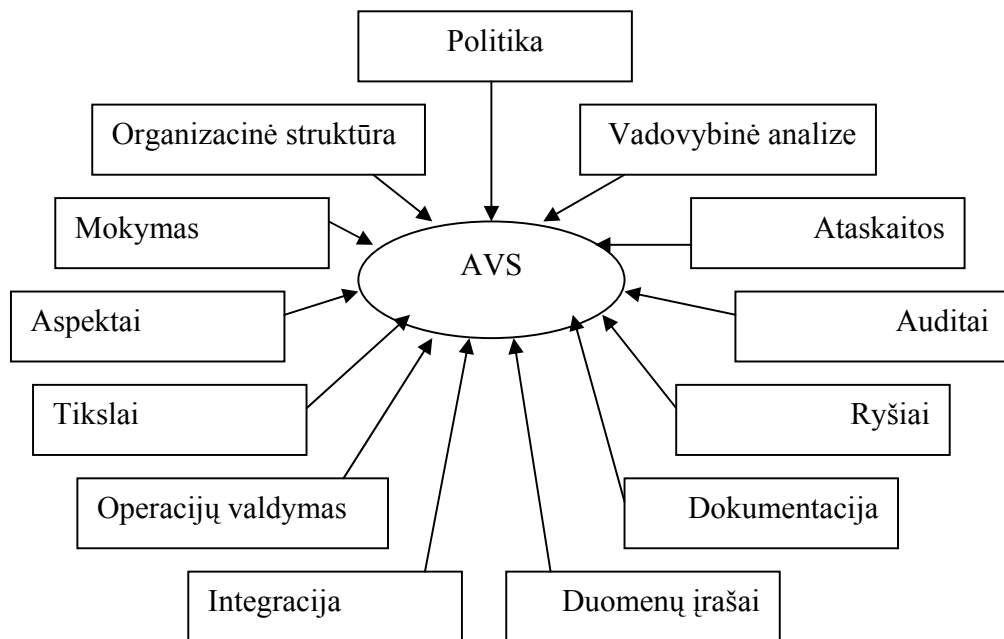 Politika
Organizacinė struktūra
Vadovybinė analize
Mokymas
AVS
Ataskaitos
Aspektai
Auditai
Tikslai
Ryšiai
Operacijų valdymas
Dokumentacija
Integracija
Duomenų įrašai